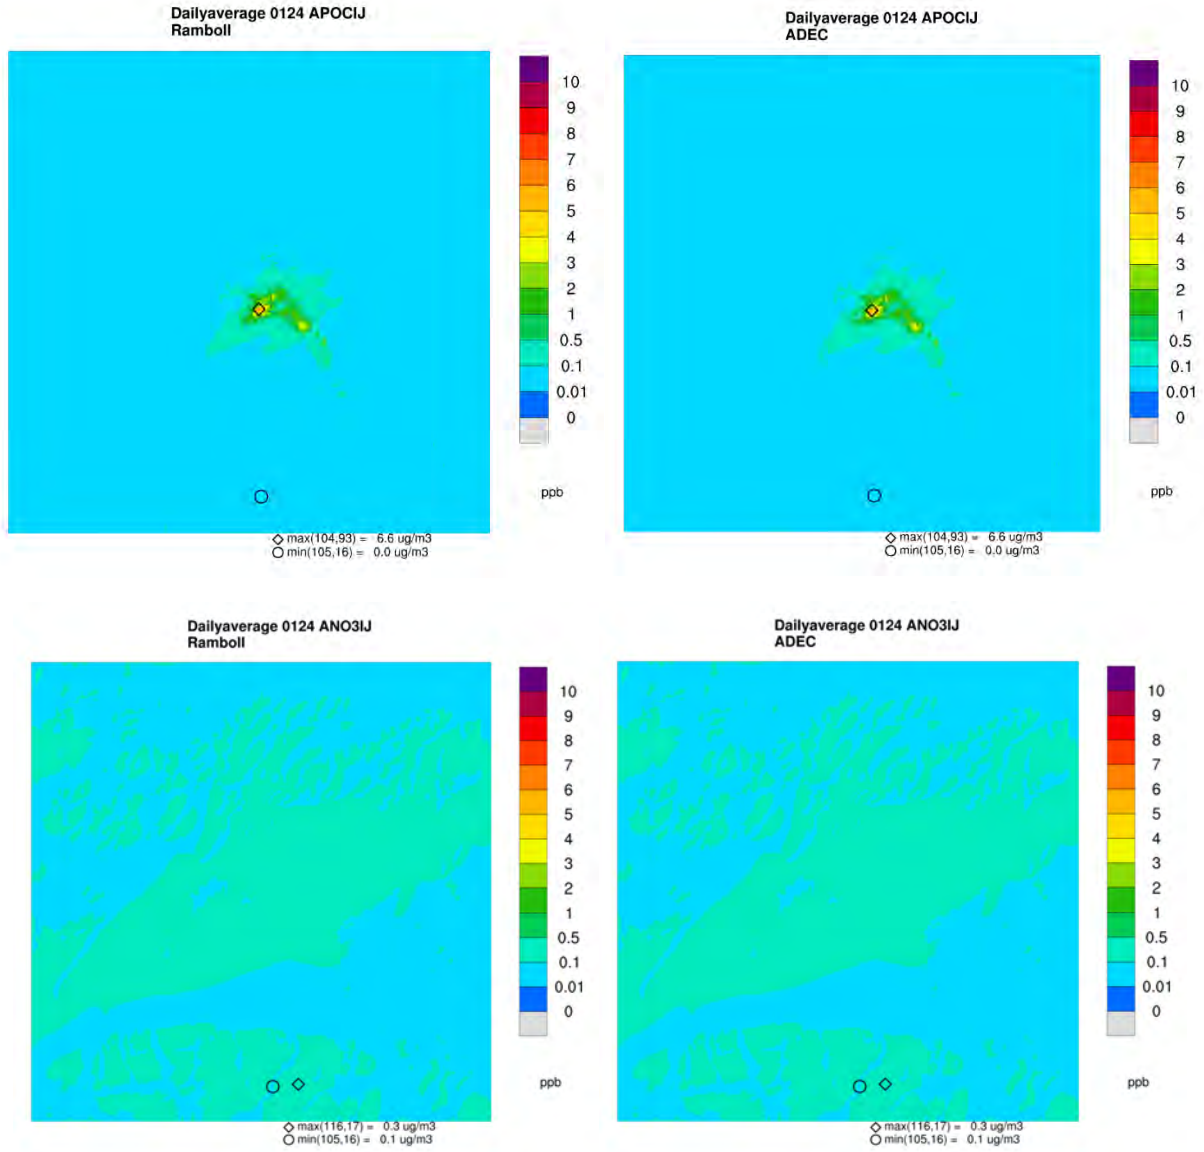 Dailyaverage 0124 APOCIJ
Ramboll
10
9
8
7
6
5
4
3
2
1
0.5
0.1
0.01
0
ppb
max(104,93) = 6.6 ug/m3
min(105,16) = 0.0 ug/m3
Dailyaverage 0124 APOCIJ
ADEC
10
9
8
7
6
5
4
3
2
1
0.5
0.1
0.01
0
ppb
max(104,93) = 6.6 ug/m3
min(105,16) = 0.0 ug/m3
Dailyaverage 0124 ANO3IJ
Ramboll
10
9
8
7
6
5
4
3
2
1
0.5
0.1
0.01
0
ppb
max(116,17) = 0.3 ug/m3
min(105,16) = 0.1 ug/m3
Dailyaverage 0124 ANO3IJ
ADEC
10
9
8
7
6
5
4
3
2
1
0.5
0.1
0.01
0
ppb
max(116,17) = 0.3 ug/m3
min(105,16) = 0.1 ug/m3